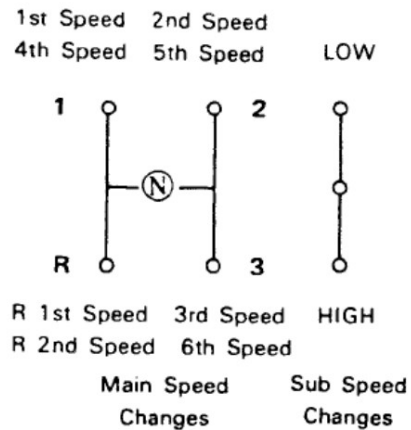 1st Speed 2nd Speed
4th Speed 5th Speed LOW
1 2
N
R 3
R 1st Speed 3rd Speed HIGH
R 2nd Speed 6th Speed
Main Speed Sub Speed
Changes Changes